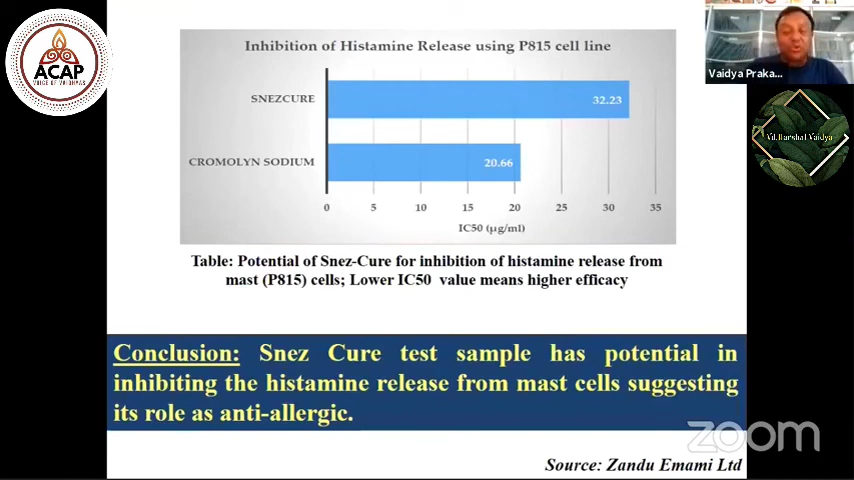 ACAP
VOICE OF VAIDHYAS
Inhibition of Histamine Release using P815 cell line
SNEZCURE
32.23
CROMOLYN SODIUM
20.66
0 5 10 15 20 25 30 35
IC50 (µg/ml)
Table: Potential of Snez-Cure for inhibition of histamine release from
mast (P815) cells; Lower IC50 value means higher efficacy
Conclusion: Snez Cure test sample has potential in
inhibiting the histamine release from mast cells suggesting
its role as anti-allergic.
Source: Zandu Emami Ltd
Vaidya Praka...
Vd.Harshal Vaidya
zoom